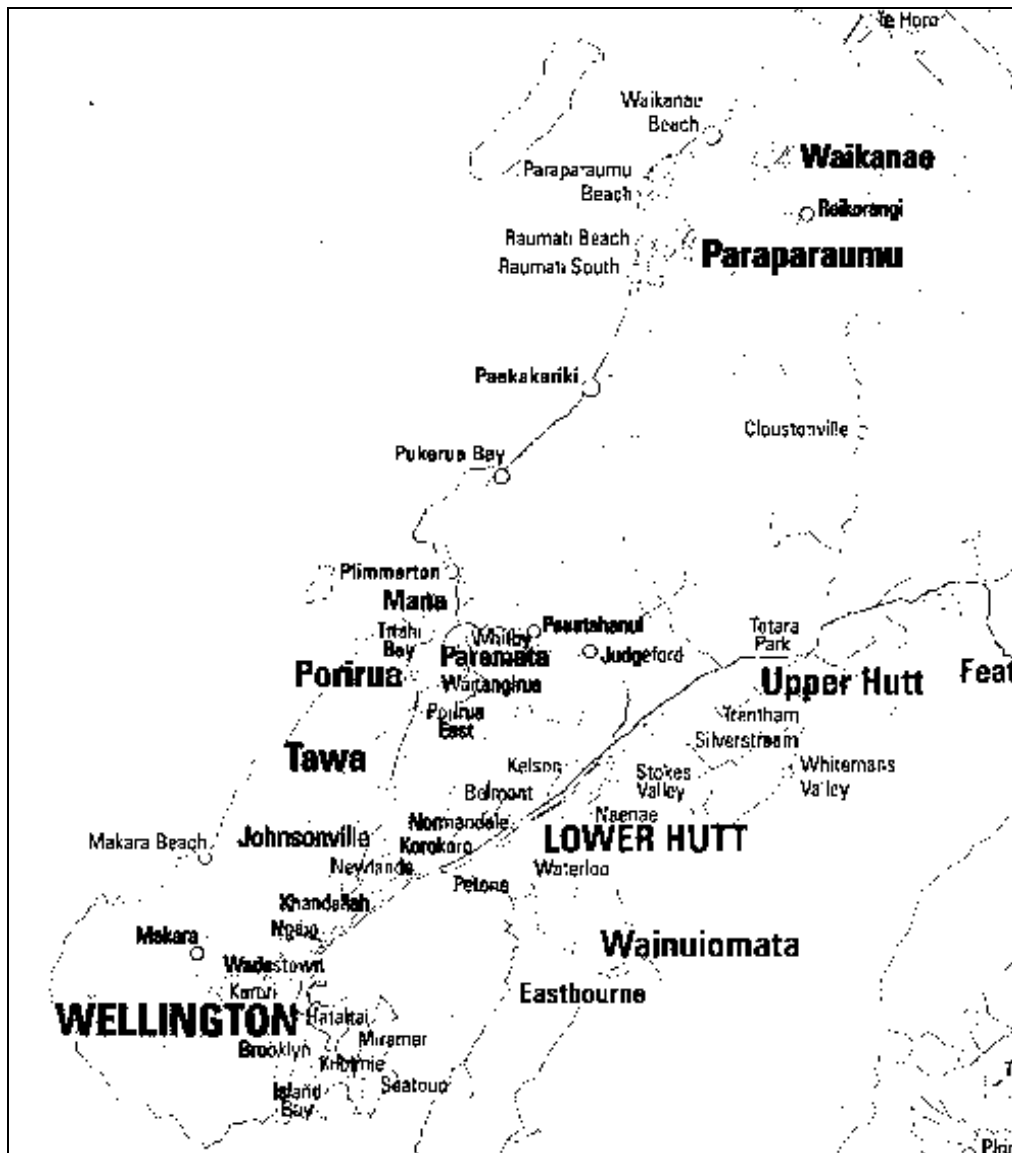 Te Horo
Waikanae
Beach
Waikanae
Paraparaumu
Beach
Reikorangi
Raumati Beach
Paraparaumu
Raumati South
Paekakariki
Cloustonville
Pukerua Bay
Plimmerton
Mana
Titahi
Bay
Whitby
Pauatahanui
Totara
Park
Paremata
Judgeford
Porirua
Waitangirua
Upper Hutt
Feat
Porirua
East
Trentham
Silverstream
Tawa
Kelson
Stokes
Valley
Whitemans
Valley
Belmont
Naenae
Normandale
Johnsonville
Korokoro
LOWER HUTT
Makara Beach
Newlands
Waterloo
Petone
Khandallah
Ngaio
Makara
Wainuiomata
Wadestown
Karori
Eastbourne
WELLINGTON
Hataitai
Miramar
Brooklyn
Kilbirnie
Seatoun
Island
Bay